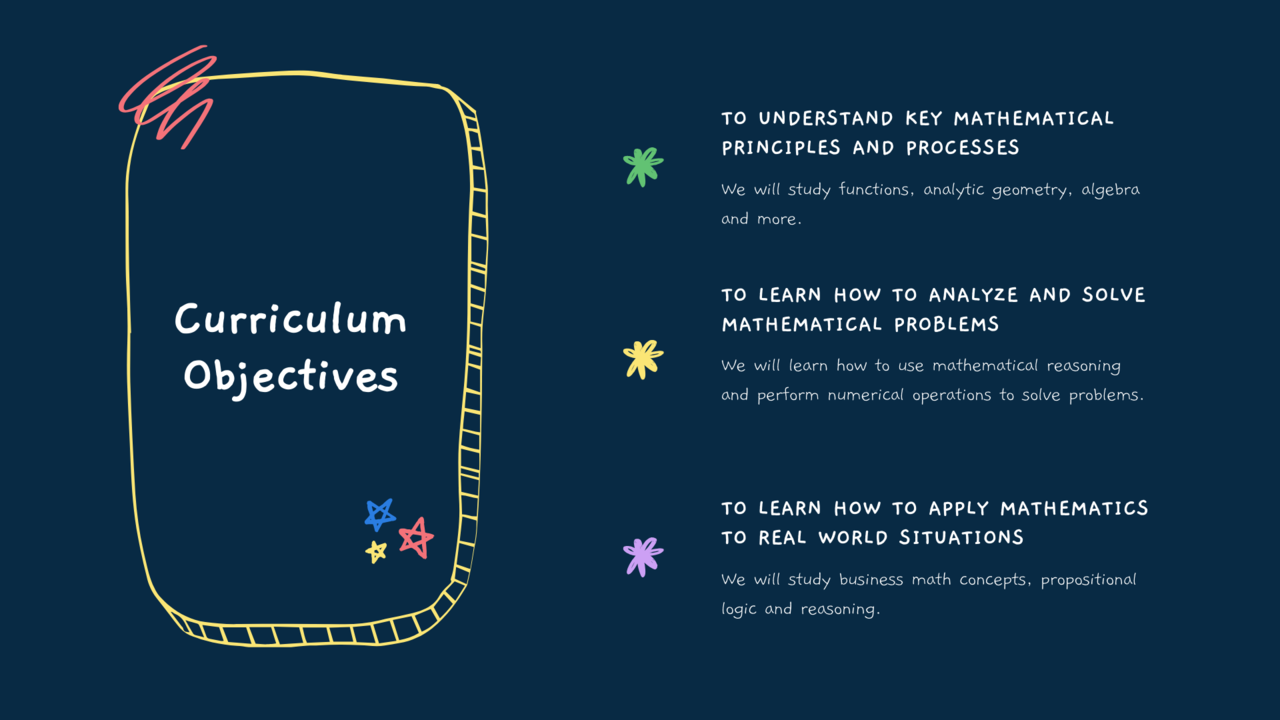 Curriculum
Objectives
TO UNDERSTAND KEY MATHEMATICAL
PRINCIPLES AND PROCESSES
We will study functions, analytic geometry, algebra
and more.
TO LEARN HOW TO ANALYZE AND SOLVE
MATHEMATICAL PROBLEMS
We will learn how to use mathematical reasoning
and perform numerical operations to solve problems.
TO LEARN HOW TO APPLY MATHEMATICS
TO REAL WORLD SITUATIONS
We will study business math concepts, propositional
logic and reasoning.